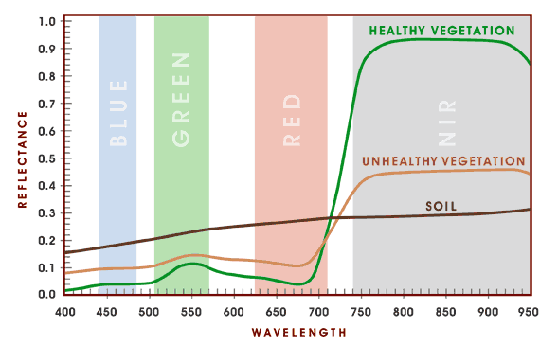 1.0
0.9
0.8
0.7
0.6
0.5
0.4
0.3
0.2
0.1
0.0
REFLECTANCE
BLUE
GREEN
RED
NIR
HEALTHY VEGETATION
UNHEALTHY VEGETATION
SOIL
400 450 500 550 600 650 700 750 800 850 900 950
WAVELENGTH